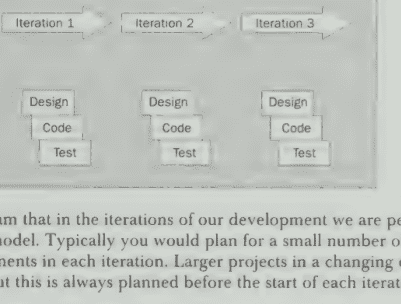 Iteration 1 Iteration 2 Iteration 3
Design Design Design
Code Code Code
Test Test Test
am that in the iterations of our development we are pe
nodel. Typically you would plan for a small number o
nents in each iteration. Larger projects in a changing
ut this is always planned before the start of each iterat